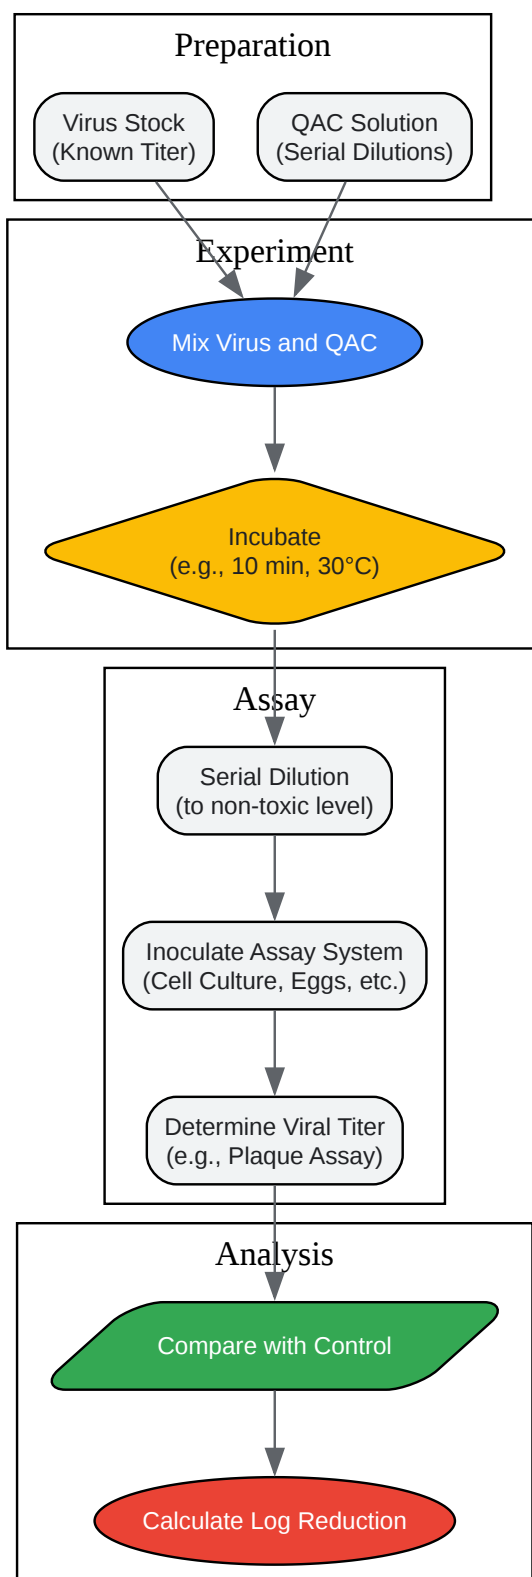 Preparation
Virus Stock
(Known Titer)
QAC Solution
(Serial Dilutions)
Experiment
Mix Virus and QAC
Incubate
(e.g., 10 min, 30°C)
Assay
Serial Dilution
(to non-toxic level)
Inoculate Assay System
(Cell Culture, Eggs, etc.)
Determine Viral Titer
(e.g., Plaque Assay)
Analysis
Compare with Control
Calculate Log Reduction